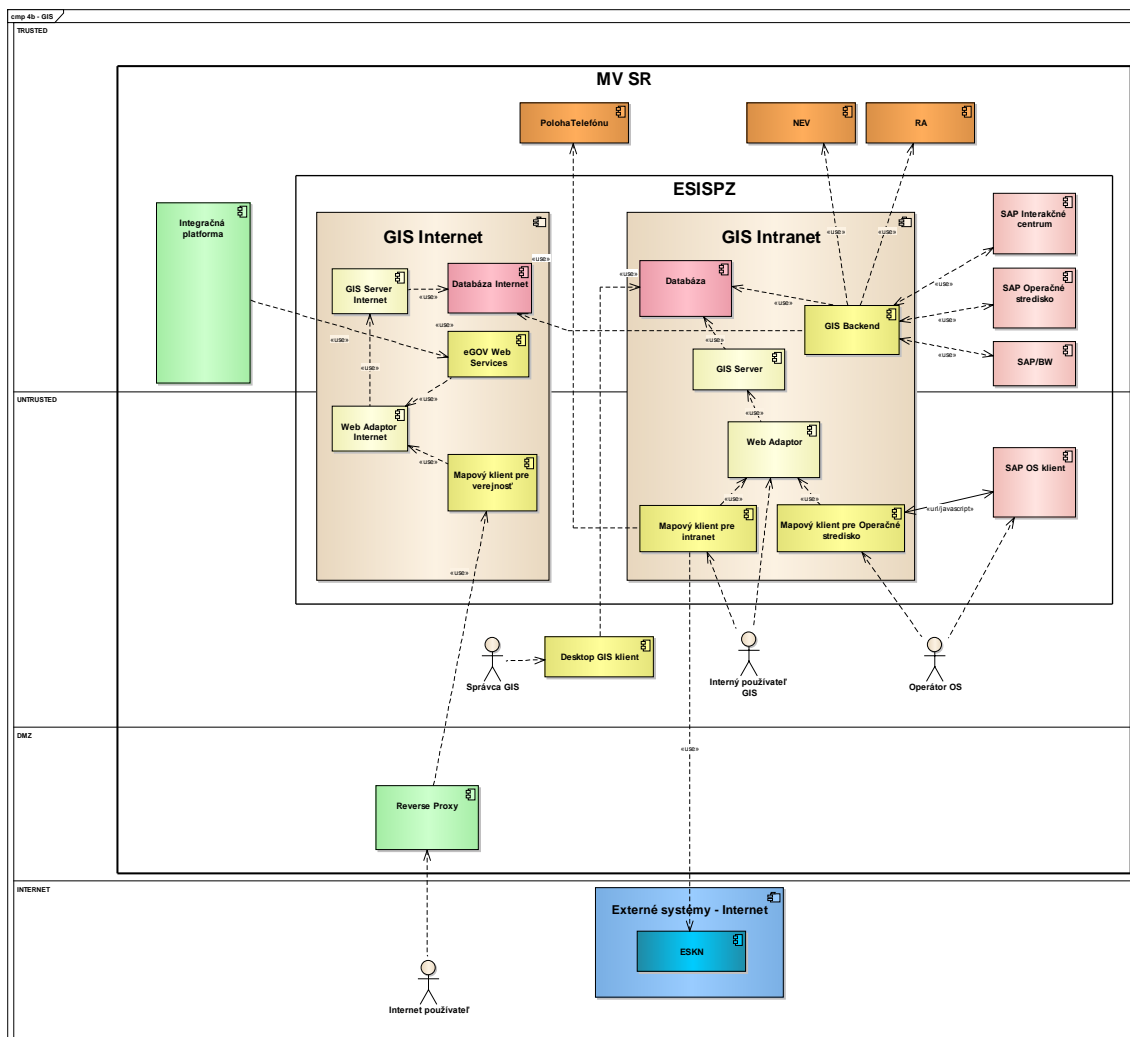 cmp 4b - GIS
TRUSTED
MV SR
PolohaTelefónu
NEV
RA
ESISPZ
Integračná
platforma
GIS Internet
GIS Intranet
SAP Interakčné
centrum
«use»
«use»
«use»
«use»
GIS Server
Internet
Databáza Internet
«use»
Databáza
«use»
SAP Operačné
stredisko
«use»
«use»
GIS Backend
«use»
«use»
eGOV Web
Services
«use»
GIS Server
SAP/BW
«use»
«use»
UNTRUSTED
«use»
«use»
Web Adaptor
Internet
Web Adaptor
«use»
Mapový klient pre
verejnosť
SAP OS klient
«use»
«use»
«url/javascript»
Mapový klient pre
intranet
Mapový klient pre Operačné
stredisko
«use»
Desktop GIS klient
Správca GIS
Interný používateľ
GIS
Operátor OS
DMZ
«use»
Reverse Proxy
INTERNET
Externé systémy - Internet
ESKN
Internet používateľ